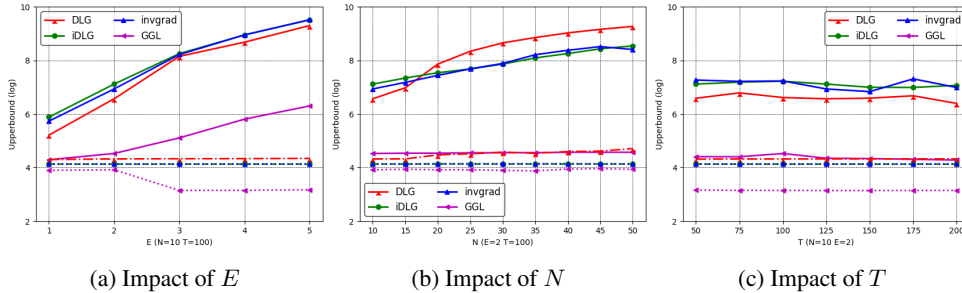 DLG
iDLG
invgrad
GGL
Upperbound (log)
10
8
6
4
2
1 2 3 4 5
E (N=10 T=100)
DLG
iDLG
invgrad
GGL
Upperbound (log)
10
8
6
4
2
10 15 20 25 30 35 40 45 50
N (E=2 T=100)
DLG
iDLG
invgrad
GGL
Upperbound (log)
10
8
6
4
2
50 75 100 125 150 175 200
T (N=10 E=2)
(a) Impact of E
(b) Impact of N
(c) Impact of T